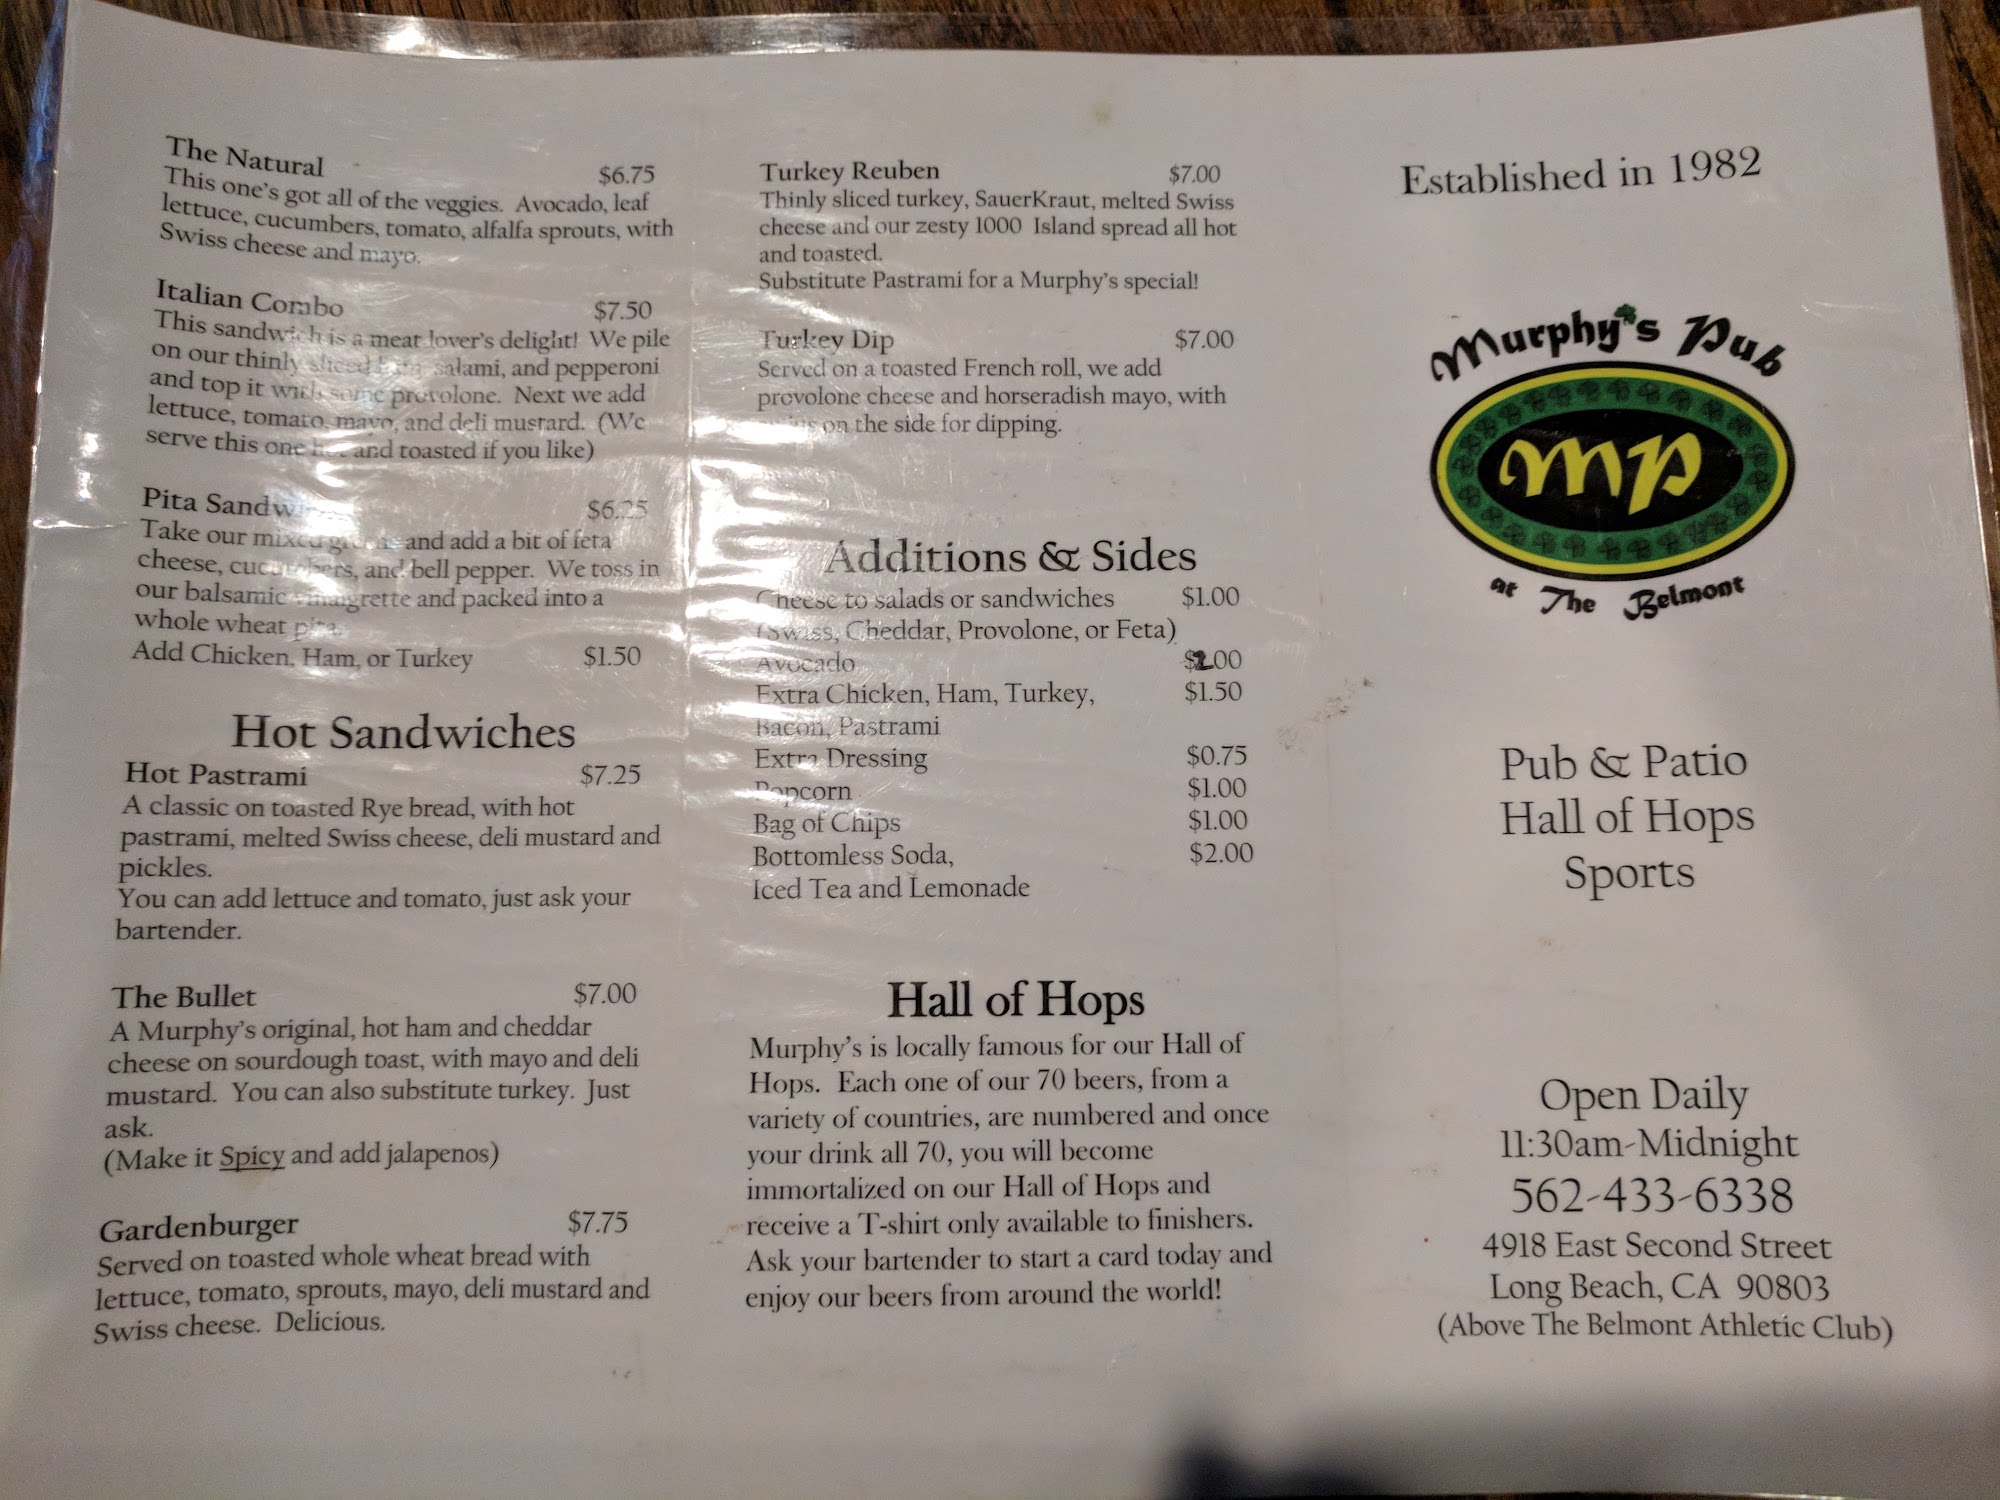 The Natural $6.75
This one's got all of the veggies. Avocado, leaf
lettuce, cucumbers, tomato, alfalfa sprouts, with
Swiss cheese and mayo.
Italian Combo $7.50
This sandwich is a meat lover's delight! We pile
on our thinly sliced salami, and pepperoni
and top it with some provolone. Next we add
lettuce, tomato, mayo, and deli mustard. (We
serve this one hot and toasted if you like)
Pita $6.25
Take our mixed greens and add a bit of feta
cheese, cucumbers, and bell pepper. We toss in
our balsamic vinaigrette and packed into a
whole wheat pita.
Add Chicken, Ham, or Turkey $1.50
Hot Sandwiches
Hot Pastrami $7.25
A classic on toasted Rye bread, with hot
pastrami, melted Swiss cheese, deli mustard and
pickles.
You can add lettuce and tomato, just ask your
bartender.
The Bullet $7.00
A Murphy's original, hot ham and cheddar
cheese on sourdough toast, with mayo and deli
mustard. You can also substitute turkey. Just
ask.
(Make it Spicy and add jalapenos)
Gardenburger $7.75
Served on toasted whole wheat bread with
lettuce, tomato, sprouts, mayo, deli mustard and
Swiss cheese. Delicious.
Turkey Reuben $7.00
Thinly sliced turkey, SauerKraut, melted Swiss
cheese and our zesty 1000 Island spread all hot
and toasted.
Substitute Pastrami for a Murphy's special!
Turkey Dip $7.00
Served on a toasted French roll, we add
provolone cheese and horseradish mayo, with
on the side for dipping.
Additions & Sides
Cheese to salads or sandwiches $1.00
(Swiss, Cheddar, Provolone, or Feta)
Avocado $2.00
Extra Chicken, Ham, Turkey, $1.50
Bacon, Pastrami
Extra Dressing $0.75
Popcorn $1.00
Bag of Chips $1.00
Bottomless Soda, $2.00
Iced Tea and Lemonade
Hall of Hops
Murphy's is locally famous for our Hall of
Hops. Each one of our 70 beers, from a
variety of countries, are numbered and once
your drink all 70, you will become
immortalized on our Hall of Hops and
receive a T-shirt only available to finishers.
Ask your bartender to start a card today and
enjoy our beers from around the world!
Established in 1982
Murphy's Pub
MP
at The Belmont
Pub & Patio
Hall of Hops
Sports
Open Daily
11:30am-Midnight
562-433-6338
4918 East Second Street
Long Beach, CA 90803
(Above The Belmont Athletic Club)